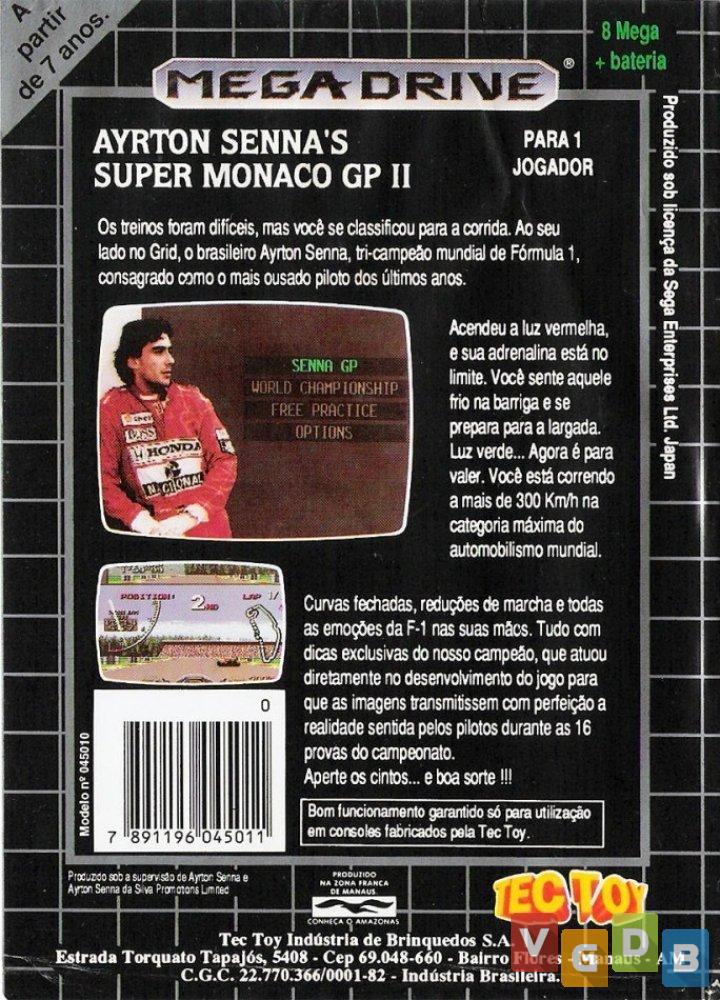 A
partir
de 7 anos.
8 Mega
+ bateria
MEGA DRIVE®
AYRTON SENNA'S
SUPER MONACO GP II
PARA 1
JOGADOR
Produzido sob licença da Sega Enterprises Ltd. Japan
Os treinos foram difíceis, mas você se classificou para a corrida. Ao seu
lado no Grid, o brasileiro Ayrton Senna, tri-campeão mundial de Fórmula 1,
consagrado como o mais ousado piloto dos últimos anos.
SENNA GP
WORLD CHAMPIONSHIP
FREE PRACTICE
OPTIONS
BOSS
HONDA
Acendeu a luz vermelha,
e sua adrenalina está no
limite. Você sente aquele
frio na barriga e se
prepara para a largada.
Luz verde... Agora é para
valer. Você está correndo
a mais de 300 Km/h na
categoria máxima do
automobilismo mundial.
POSITION: 2ND LAP 1/
Curvas fechadas, reduções de marcha e todas
as emoções da F-1 nas suas mãos. Tudo com
dicas exclusivas do nosso campeão, que atuou
diretamente no desenvolvimento do jogo para
que as imagens transmitissem com perfeição a
realidade sentida pelos pilotos durante as 16
provas do campeonato.
Aperte os cintos... e boa sorte !!!
0
Modelo nº 045010
7 891196 045011
Bom funcionamento garantido só para utilização
em consoles fabricados pela Tec Toy.
Produzido sob a supervisão de Ayrton Senna e
Ayrton Senna da Silva Promotions Limited
PRODUZIDO
NA ZONA FRANCA
DE MANAUS
CONHEÇA O AMAZONAS
TEC TOY
Tec Toy Indústria de Brinquedos S.A.
Estrada Torquato Tapajós, 5408 - Cep 69.048-660 - Bairro Flores - Manaus - AM
C.G.C. 22.770.366/0001-82 - Indústria Brasileira.
VGDB